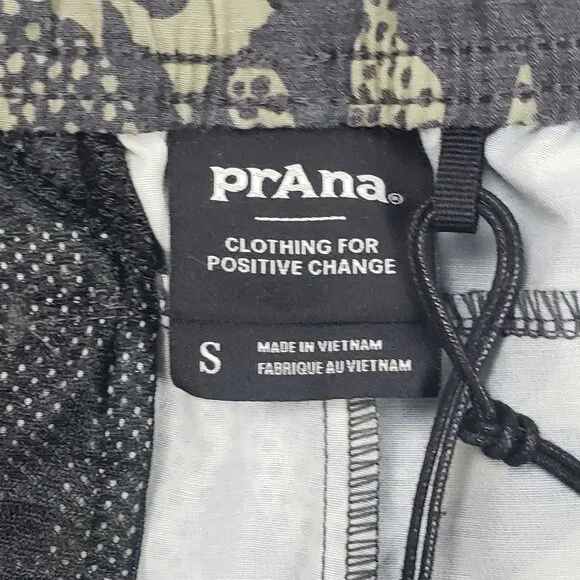 prAna®
CLOTHING FOR
POSITIVE CHANGE
S
MADE IN VIETNAM
FABRIQUE AU VIETNAM